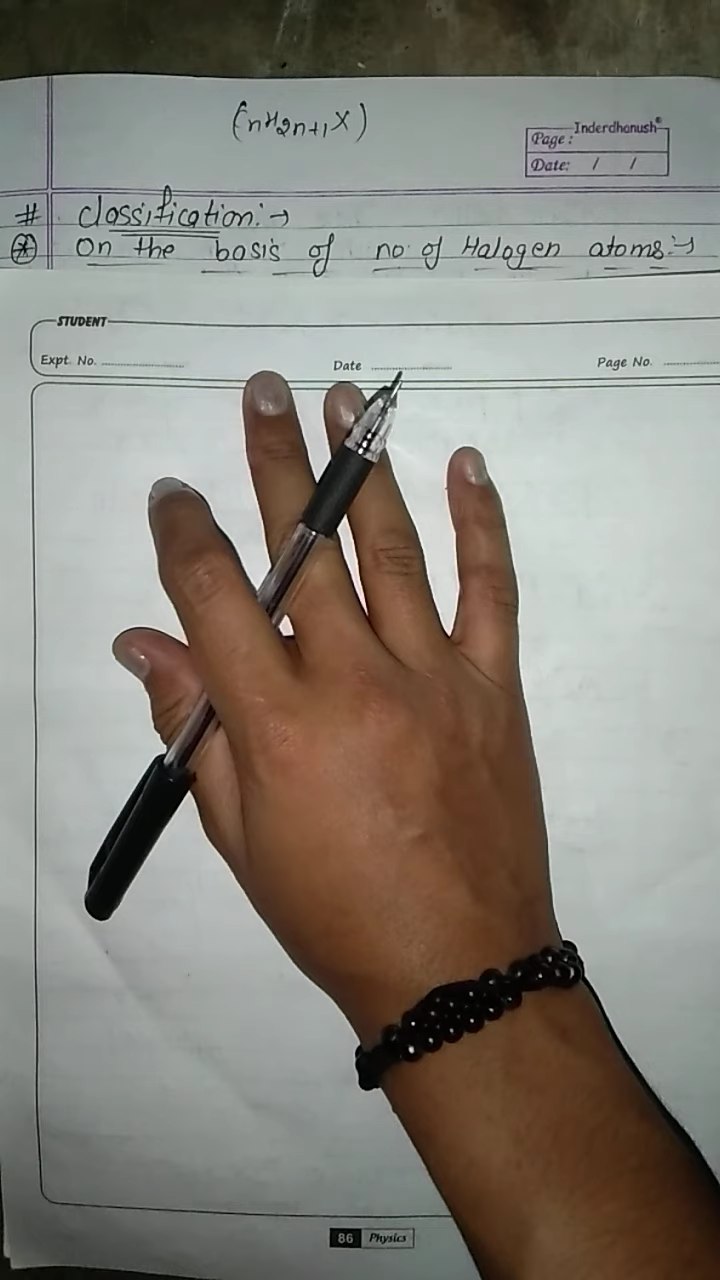 (nH2n+1X)
Inderdhanush®
Page:
Date: / /
# classification:→
* On the basis of no. of Halogen atoms:→
STUDENT
Expt. No. Date Page No.
86 Physics